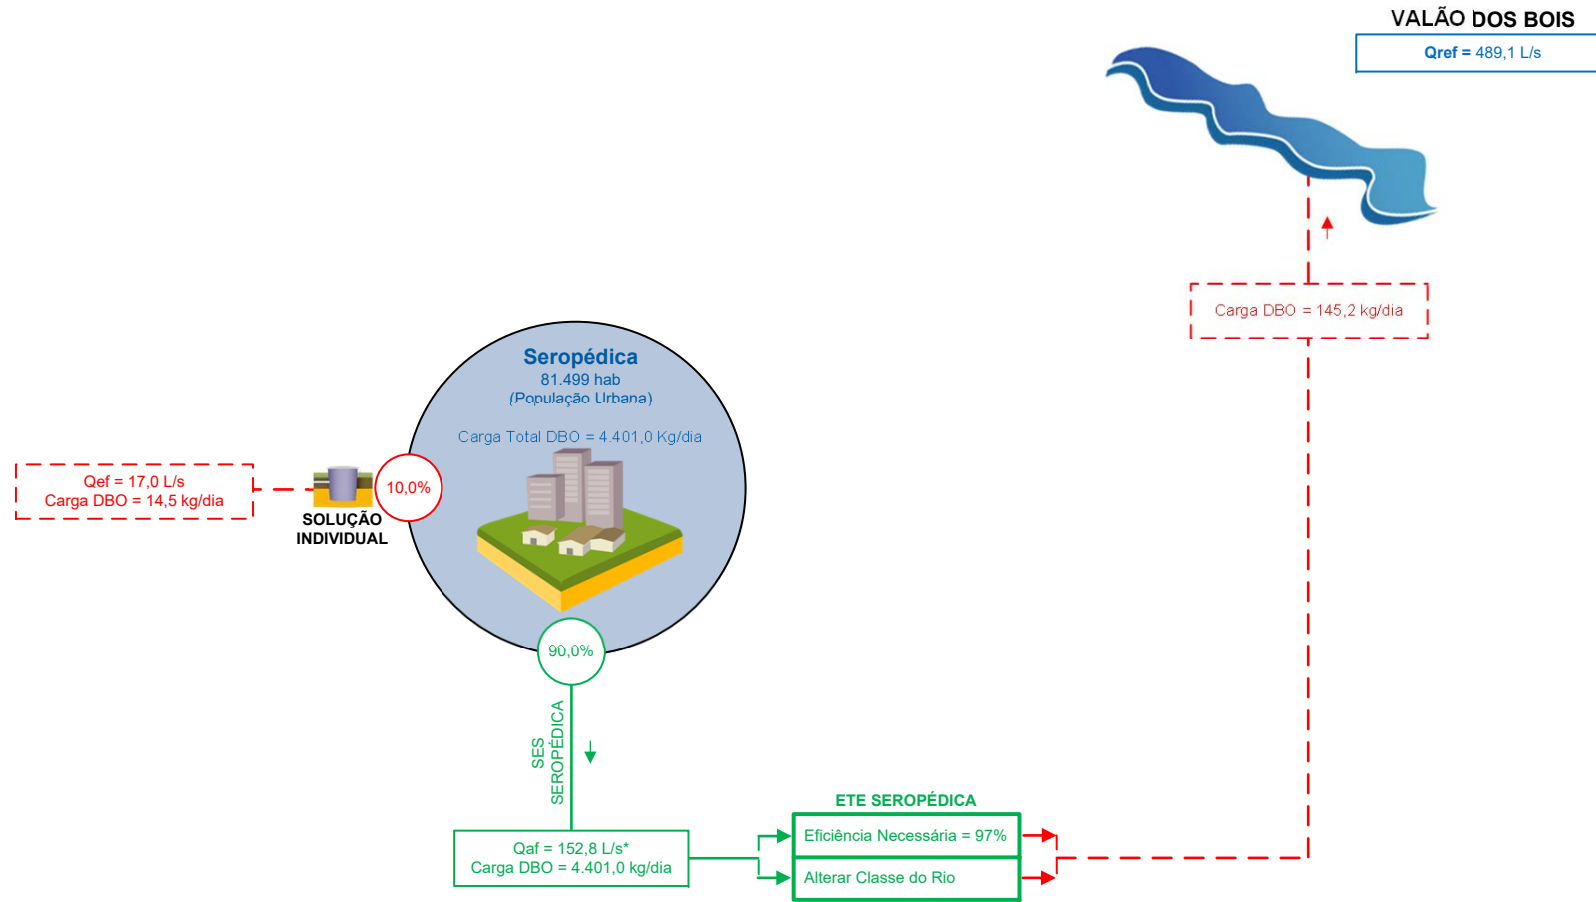 VALÃO DOS BOIS
Qref = 489,1 L/s
Carga DBO = 145,2 kg/dia
Seropédica
81.499 hab
(População Urbana)
Carga Total DBO = 4.401,0 Kg/dia
Qef = 17,0 L/s
Carga DBO = 14,5 kg/dia
10,0%
SOLUÇÃO
INDIVIDUAL
90,0%
SES
SEROPÉDICA
ETE SEROPÉDICA
Eficiência Necessária = 97%
Alterar Classe do Rio
Qaf = 152,8 L/s*
Carga DBO = 4.401,0 kg/dia